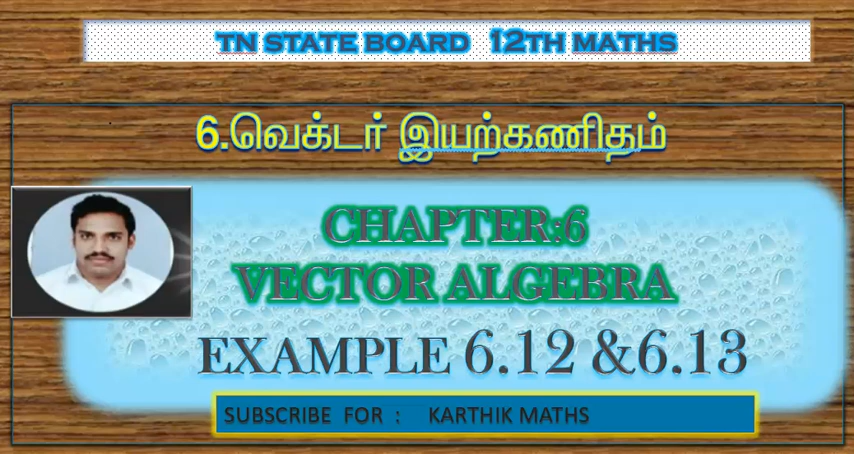 TN STATE BOARD 12TH MATHS
6.வெக்டர் இயற்கணிதம்
CHAPTER:6
VECTOR ALGEBRA
EXAMPLE 6.12 &6.13
SUBSCRIBE FOR : KARTHIK MATHS